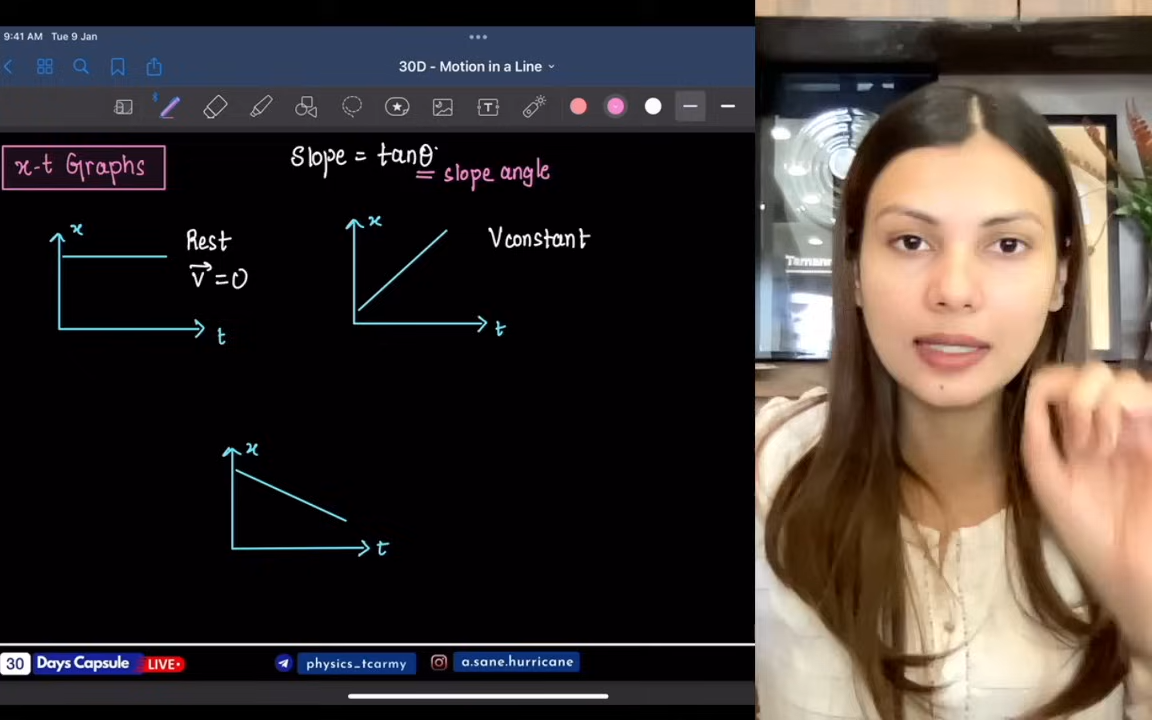 9:41 AM Tue 9 Jan
30D - Motion in a Line
T
x-t Graphs
Slope = tanθ
= slope angle
x
Rest
V⃗ = 0
t
x
Vconstant
t
x
t
30 Days Capsule LIVE
physics_tcarmy
a.sane.hurricane